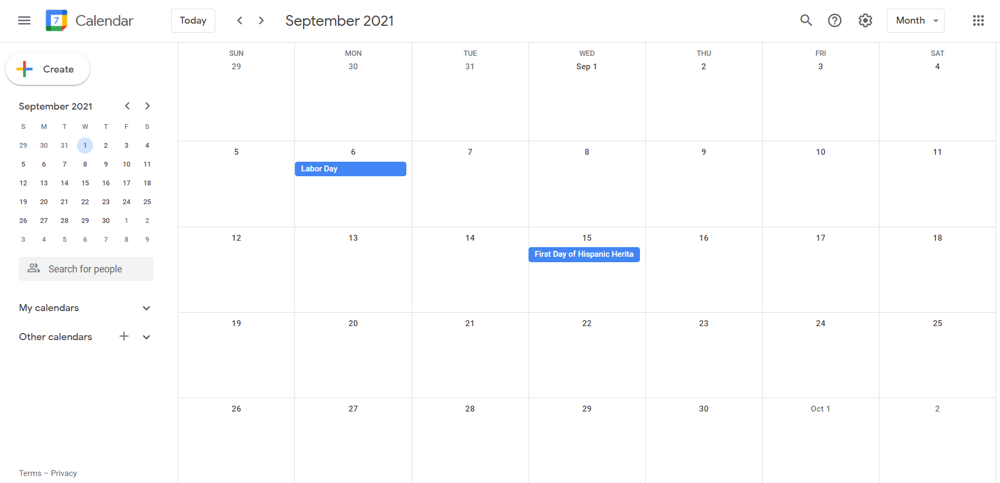 7 Calendar Today September 2021 Month
Create
September 2021
S M T W T F S
29 30 31 1 2 3 4
5 6 7 8 9 10 11
12 13 14 15 16 17 18
19 20 21 22 23 24 25
26 27 28 29 30 1 2
3 4 5 6 7 8 9
Search for people
My calendars
Other calendars
Terms – Privacy
SUN MON TUE WED THU FRI SAT
29 30 31 Sep 1 2 3 4
5 6 7 8 9 10 11
Labor Day
12 13 14 15 16 17 18
First Day of Hispanic Herita
19 20 21 22 23 24 25
26 27 28 29 30 Oct 1 2